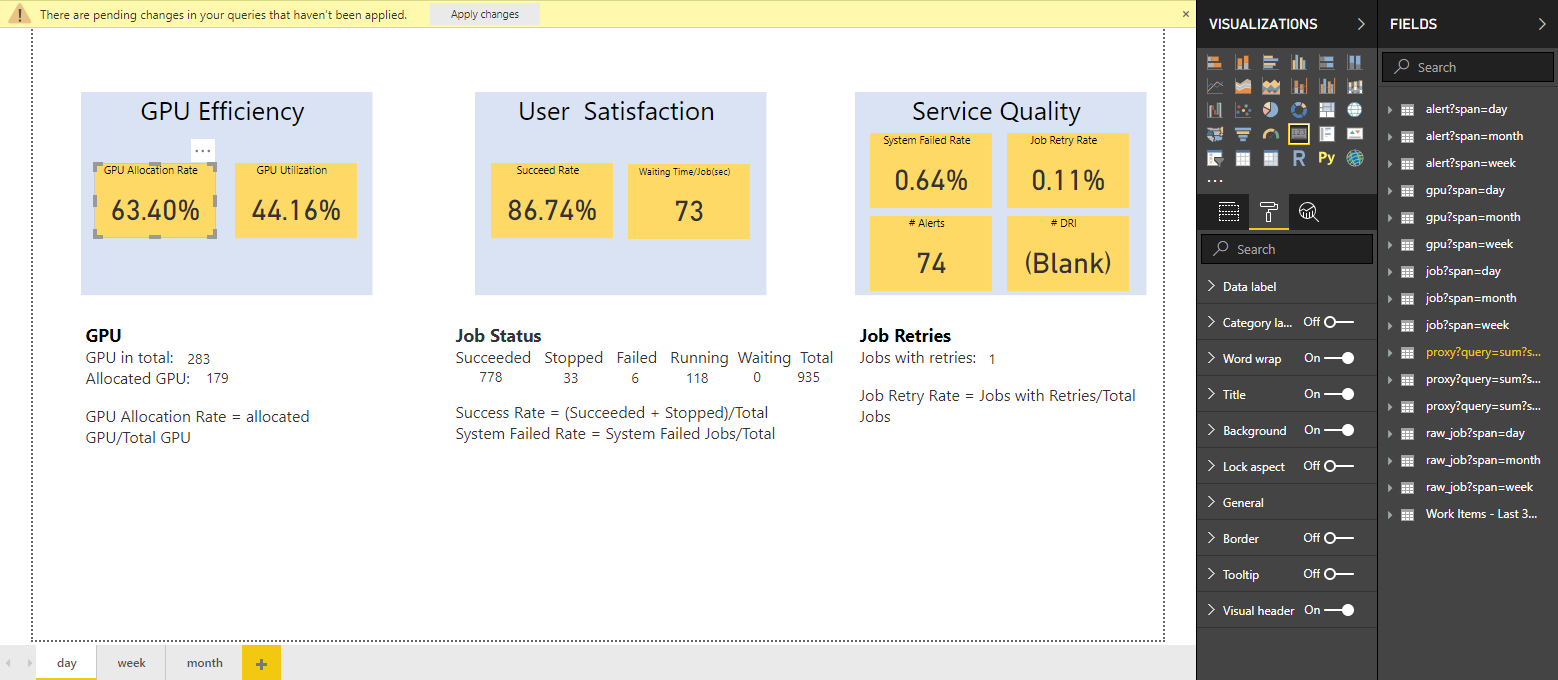 There are pending changes in your queries that haven't been applied. Apply changes
GPU Efficiency
GPU Allocation Rate
63.40%
GPU Utilization
44.16%
User Satisfaction
Succeed Rate
86.74%
Waiting Time/Job(sec)
73
Service Quality
System Failed Rate
0.64%
Job Retry Rate
0.11%
# Alerts
74
# DRI
(Blank)
GPU
GPU in total: 283
Allocated GPU: 179
GPU Allocation Rate = allocated
GPU/Total GPU
Job Status
Succeeded Stopped Failed Running Waiting Total
778 33 6 118 0 935
Success Rate = (Succeeded + Stopped)/Total
System Failed Rate = System Failed Jobs/Total
Job Retries
Jobs with retries: 1
Job Retry Rate = Jobs with Retries/Total
Jobs
day week month
VISUALIZATIONS
R Py
Search
Data label
Category la... Off
Word wrap On
Title On
Background On
Lock aspect Off
General
Border Off
Tooltip Off
Visual header On
FIELDS
Search
alert?span=day
alert?span=month
alert?span=week
gpu?span=day
gpu?span=month
gpu?span=week
job?span=day
job?span=month
job?span=week
proxy?query=sum?s...
proxy?query=sum?s...
proxy?query=sum?s...
raw_job?span=day
raw_job?span=month
raw_job?span=week
Work Items - Last 3...